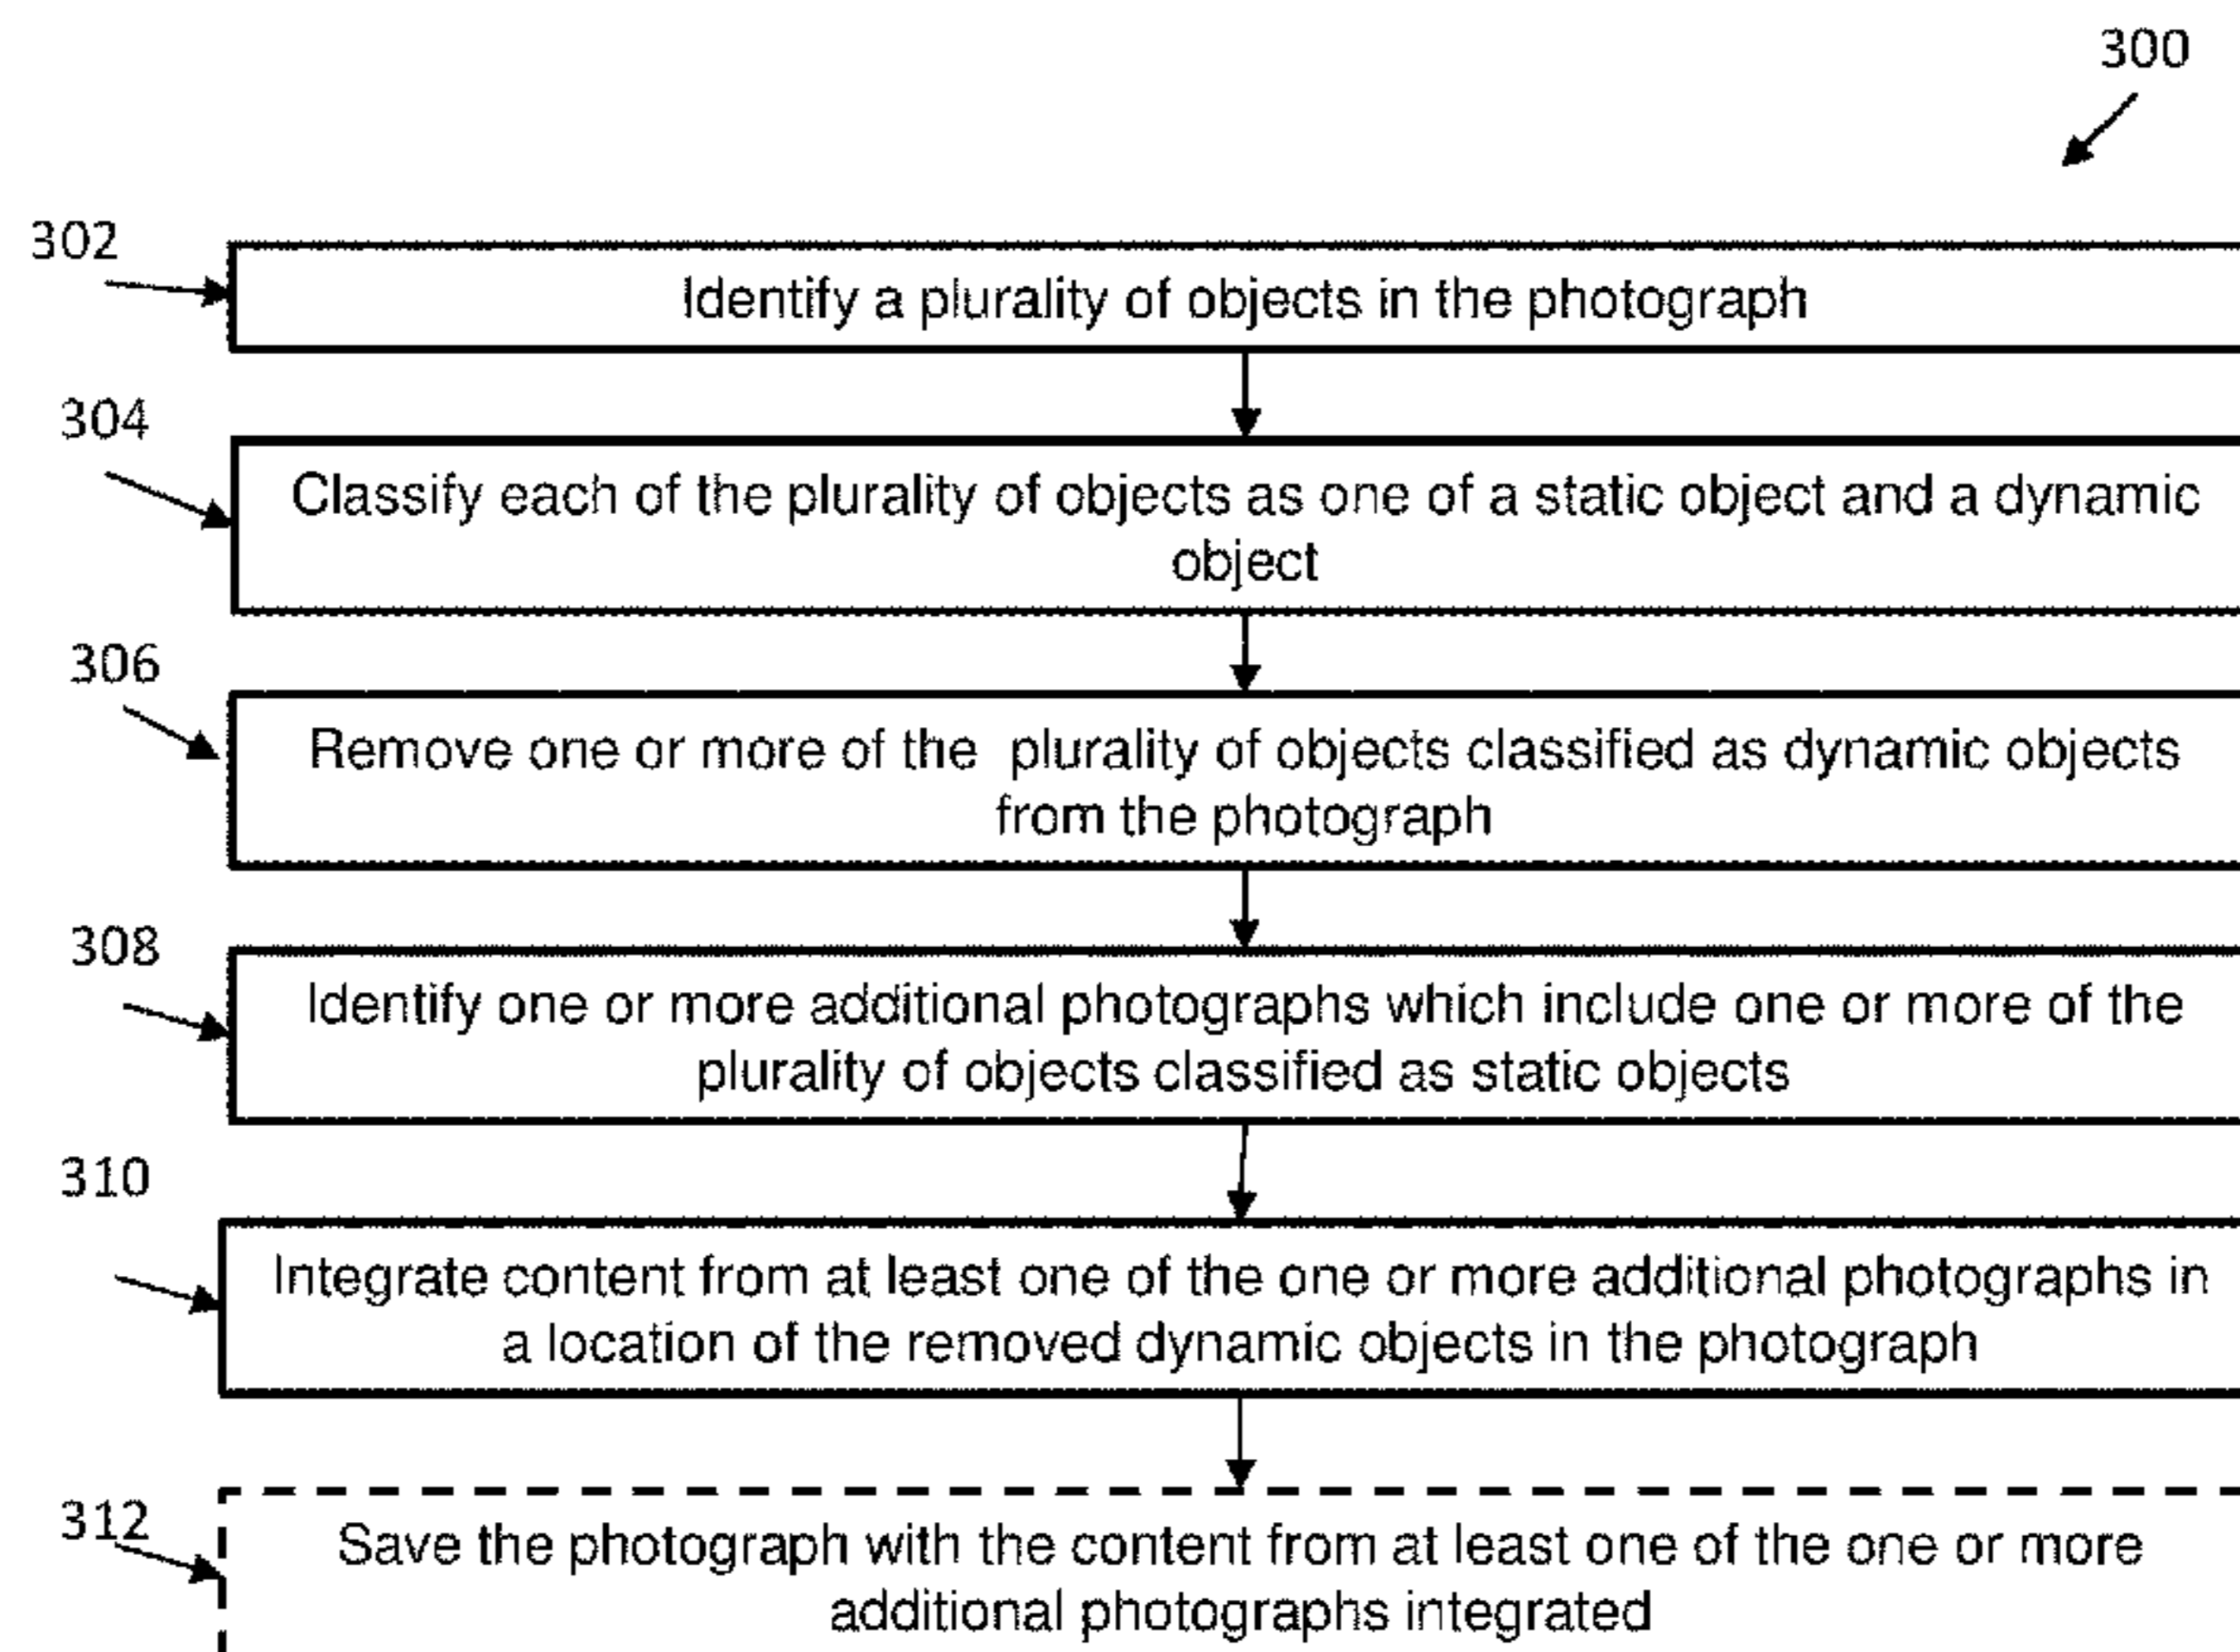 300
302
Identify a plurality of objects in the photograph
304
Classify each of the plurality of objects as one of a static object and a dynamic
object
306
Remove one or more of the plurality of objects classified as dynamic objects
from the photograph
308
Identify one or more additional photographs which include one or more of the
plurality of objects classified as static objects
310
Integrate content from at least one of the one or more additional photographs in
a location of the removed dynamic objects in the photograph
312
Save the photograph with the content from at least one of the one or more
additional photographs integrated